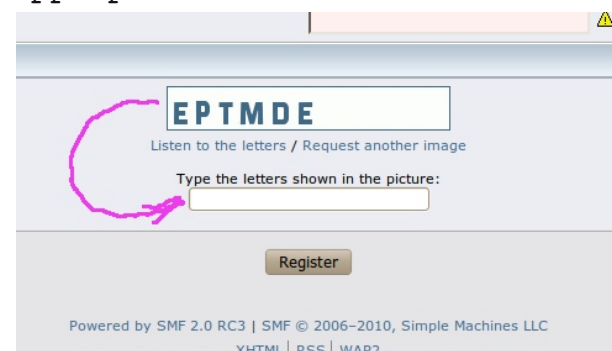 EPTMDE
Listen to the letters / Request another image
Type the letters shown in the picture:
Register
Powered by SMF 2.0 RC3 | SMF © 2006–2010, Simple Machines LLC
XHTML | RSS | WAP2